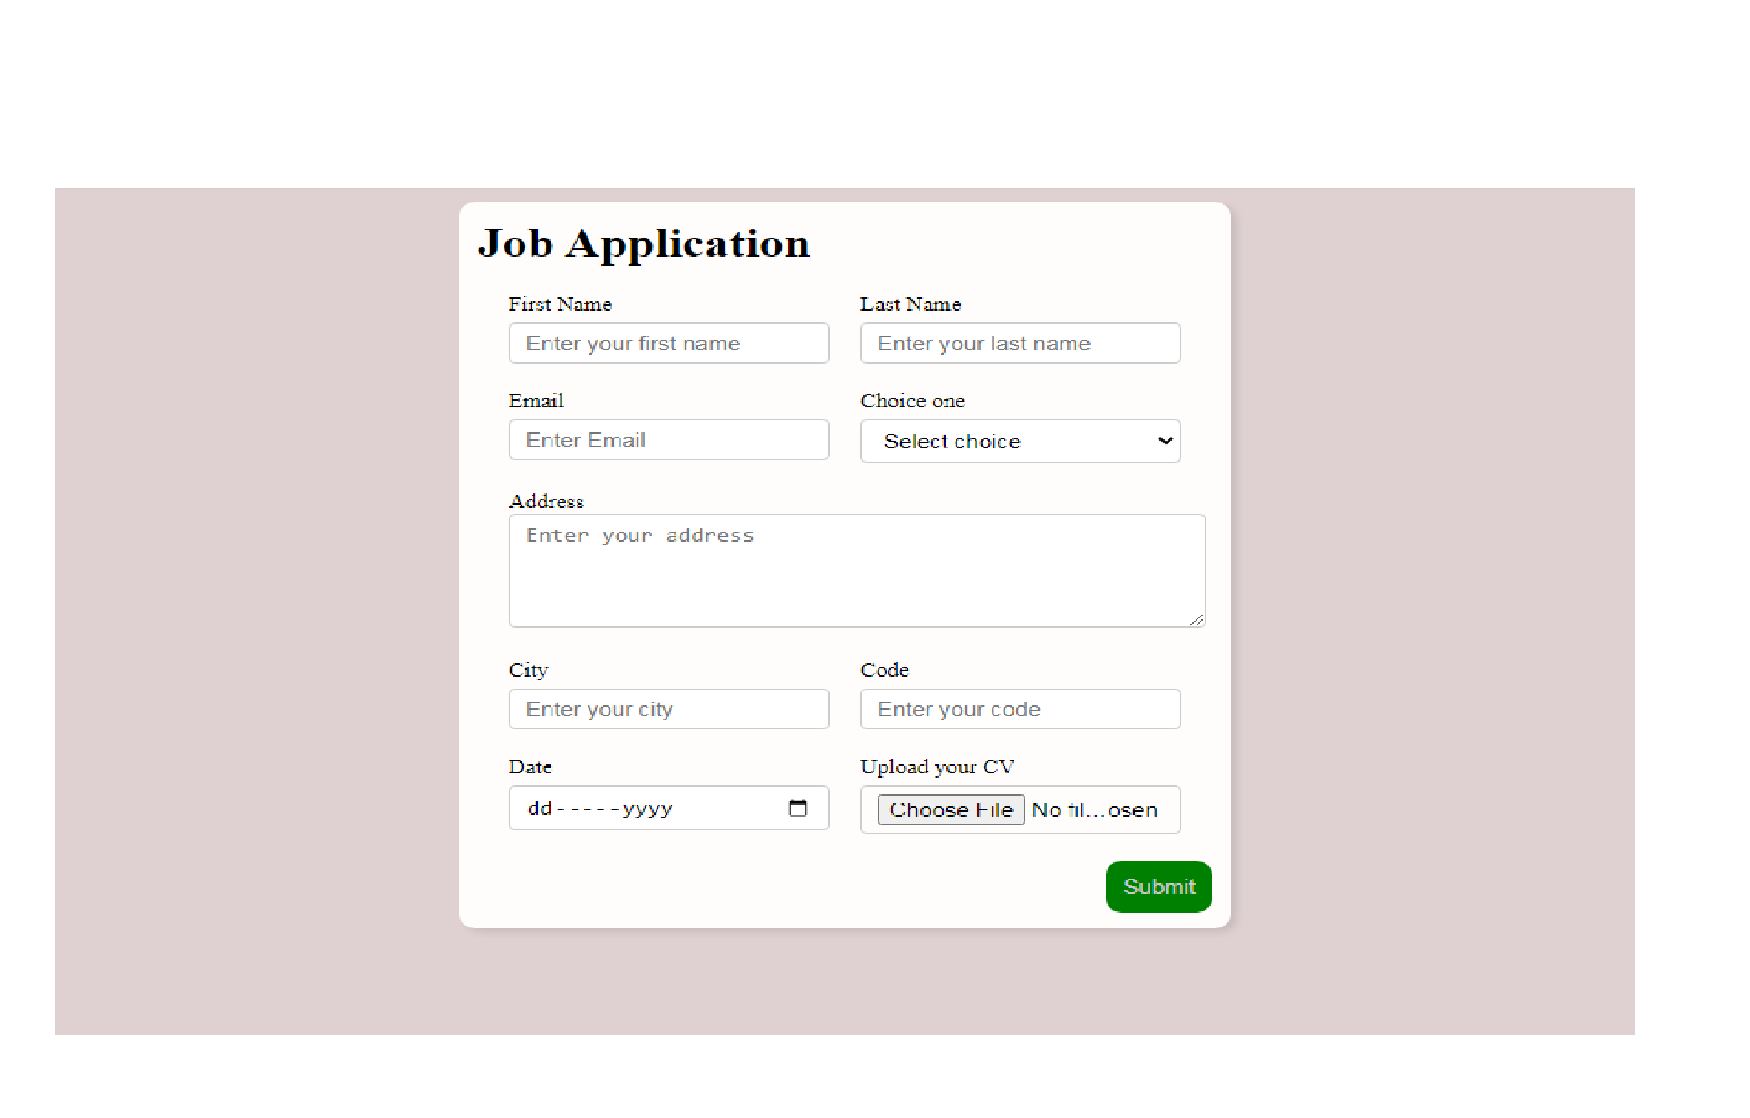 Job Application
First Name Last Name
Enter your first name Enter your last name
Email Choice one
Enter Email Select choice
Address
Enter your address
City Code
Enter your city Enter your code
Date Upload your CV
dd-----yyyy Choose File No fil...osen
Submit